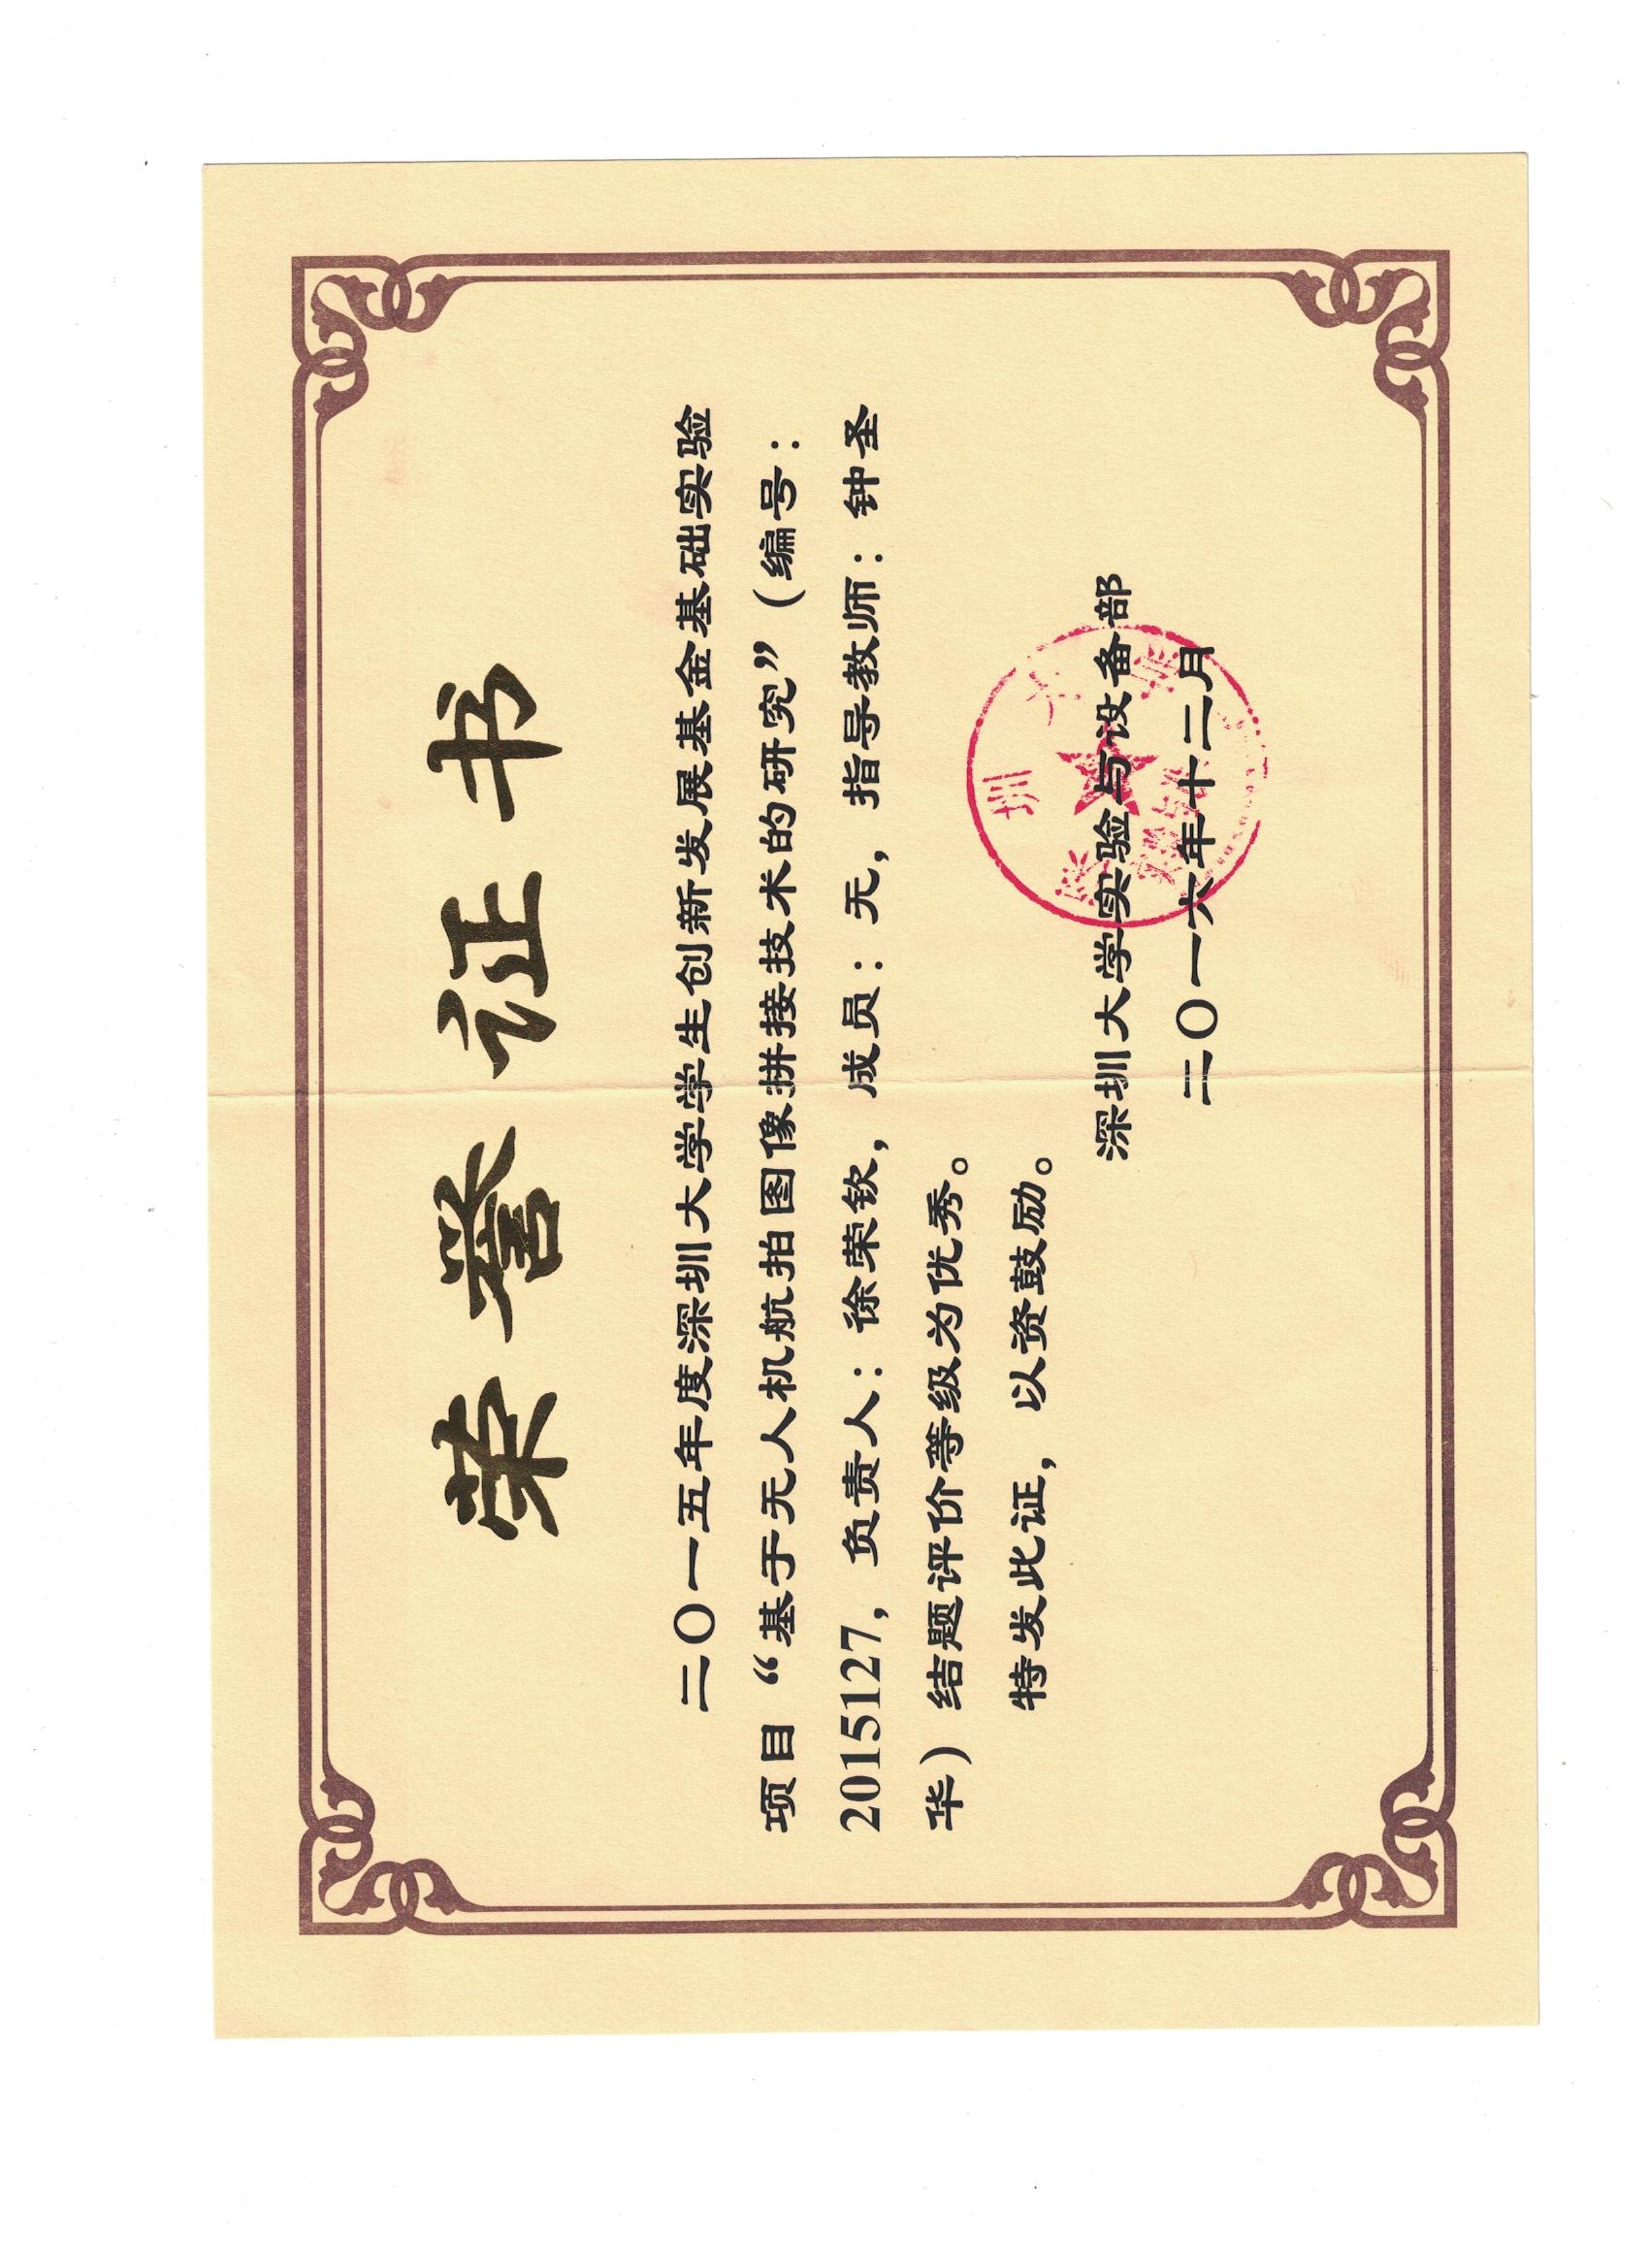 荣誉证书
二〇一五年度深圳大学学生创新发展基金基础实验
项目“基于无人机航拍图像拼接技术的研究”（编号：
2015127，负责人：徐荣钦，成员：无，指导教师：钟圣
华）结题评价等级为优秀。
特发此证，以资鼓励。
深圳大学实验与设备部
二〇一六年十二月